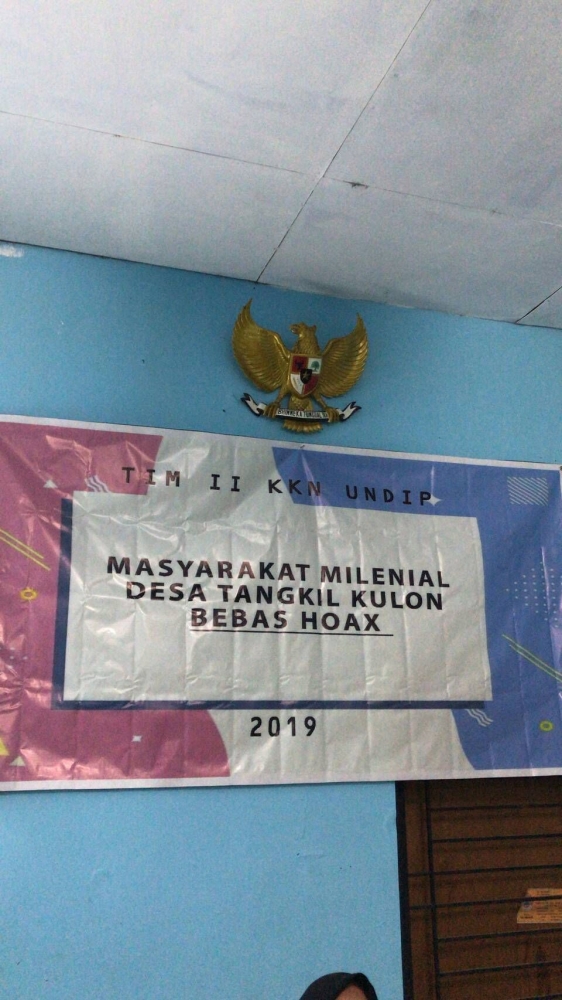 TIM II KKN UNDIP
MASYARAKAT MILENIAL
DESA TANGKIL KULON
BEBAS HOAX
2019